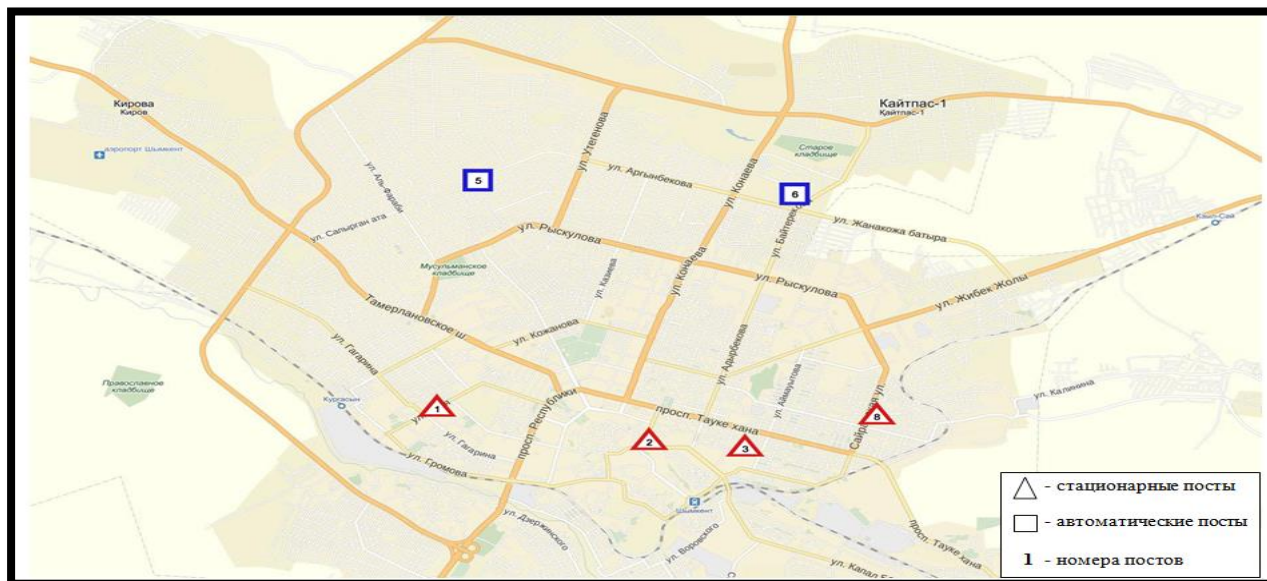 Кирова
Киров
Кайтпас-1
Қайтпас-1
аэропорт Шымкент
ул. Утегенова
Старое
кладбище
ул. Аль-Фараби
5
ул. Аргынбекова
ул. Конаева
6
ул. Сапырган ата
ул. Рыскулова
ул. Жанакожа батыра
Мусульманское
кладбище
ул. Казиева
ул. Конаева
ул. Рыскулова
ул. Жибек Жолы
Тамерлановское ш.
ул. Кожанова
ул. Гагарина
ул. Адырбекова
Православное
кладбище
ул. Аймаутова
ул. Калинина
1
просп. Республики
просп. Тауке хана
8
ул. Гагарина
2
3
ул. Громова
Шымкент
ул. Дзержинского
ул. Воровского
просп. Тауке хана
- стационарные посты
- автоматические посты
1 - номера постов